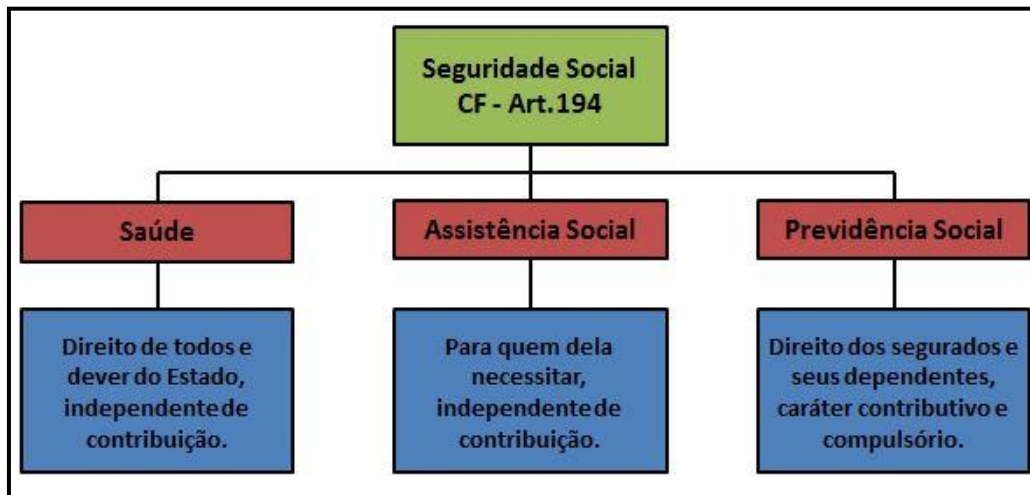 Seguridade Social
CF - Art.194
Saúde
Assistência Social
Previdência Social
Direito de todos e
dever do Estado,
independente de
contribuição.
Para quem dela
necessitar,
independente de
contribuição.
Direito dos segurados e
seus dependentes,
caráter contributivo e
compulsório.